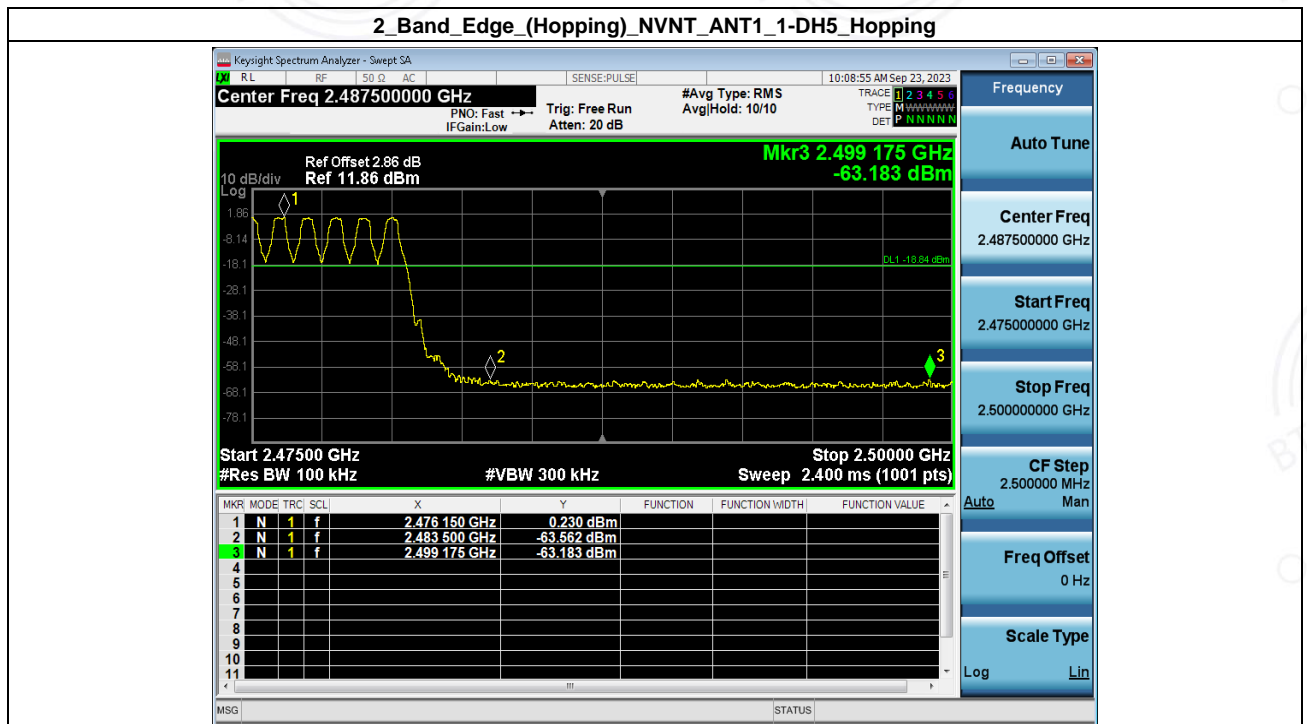 2_Band_Edge_(Hopping)_NVNT_ANT1_1-DH5_Hopping
Keysight Spectrum Analyzer - Swept SA
LXI RL RF 50 Ω AC SENSE:PULSE 10:08:55 AM Sep 23, 2023
Center Freq 2.487500000 GHz
PNO: Fast
IFGain:Low
Trig: Free Run
Atten: 20 dB
#Avg Type: RMS
Avg|Hold: 10/10
TRACE 1 2 3 4 5 6
TYPE M WWWWW
DET P N N N N N
Frequency
Auto Tune
Center Freq
2.487500000 GHz
Start Freq
2.475000000 GHz
Stop Freq
2.500000000 GHz
CF Step
2.500000 MHz
Auto Man
Freq Offset
0 Hz
Scale Type
Log Lin
Mkr3 2.499 175 GHz
-63.183 dBm
Ref Offset 2.86 dB
10 dB/div Ref 11.86 dBm
Log
1
1.86
-8.14
-18.1
DL1 -18.84 dBm
-28.1
-38.1
-48.1
2
3
-58.1
-68.1
-78.1
Start 2.47500 GHz Stop 2.50000 GHz
#Res BW 100 kHz #VBW 300 kHz Sweep 2.400 ms (1001 pts)
MKR MODE TRC SCL X Y FUNCTION FUNCTION WIDTH FUNCTION VALUE
1 N 1 f 2.476 150 GHz 0.230 dBm
2 N 1 f 2.483 500 GHz -63.562 dBm
3 N 1 f 2.499 175 GHz -63.183 dBm
4
5
6
7
8
9
10
11
MSG STATUS